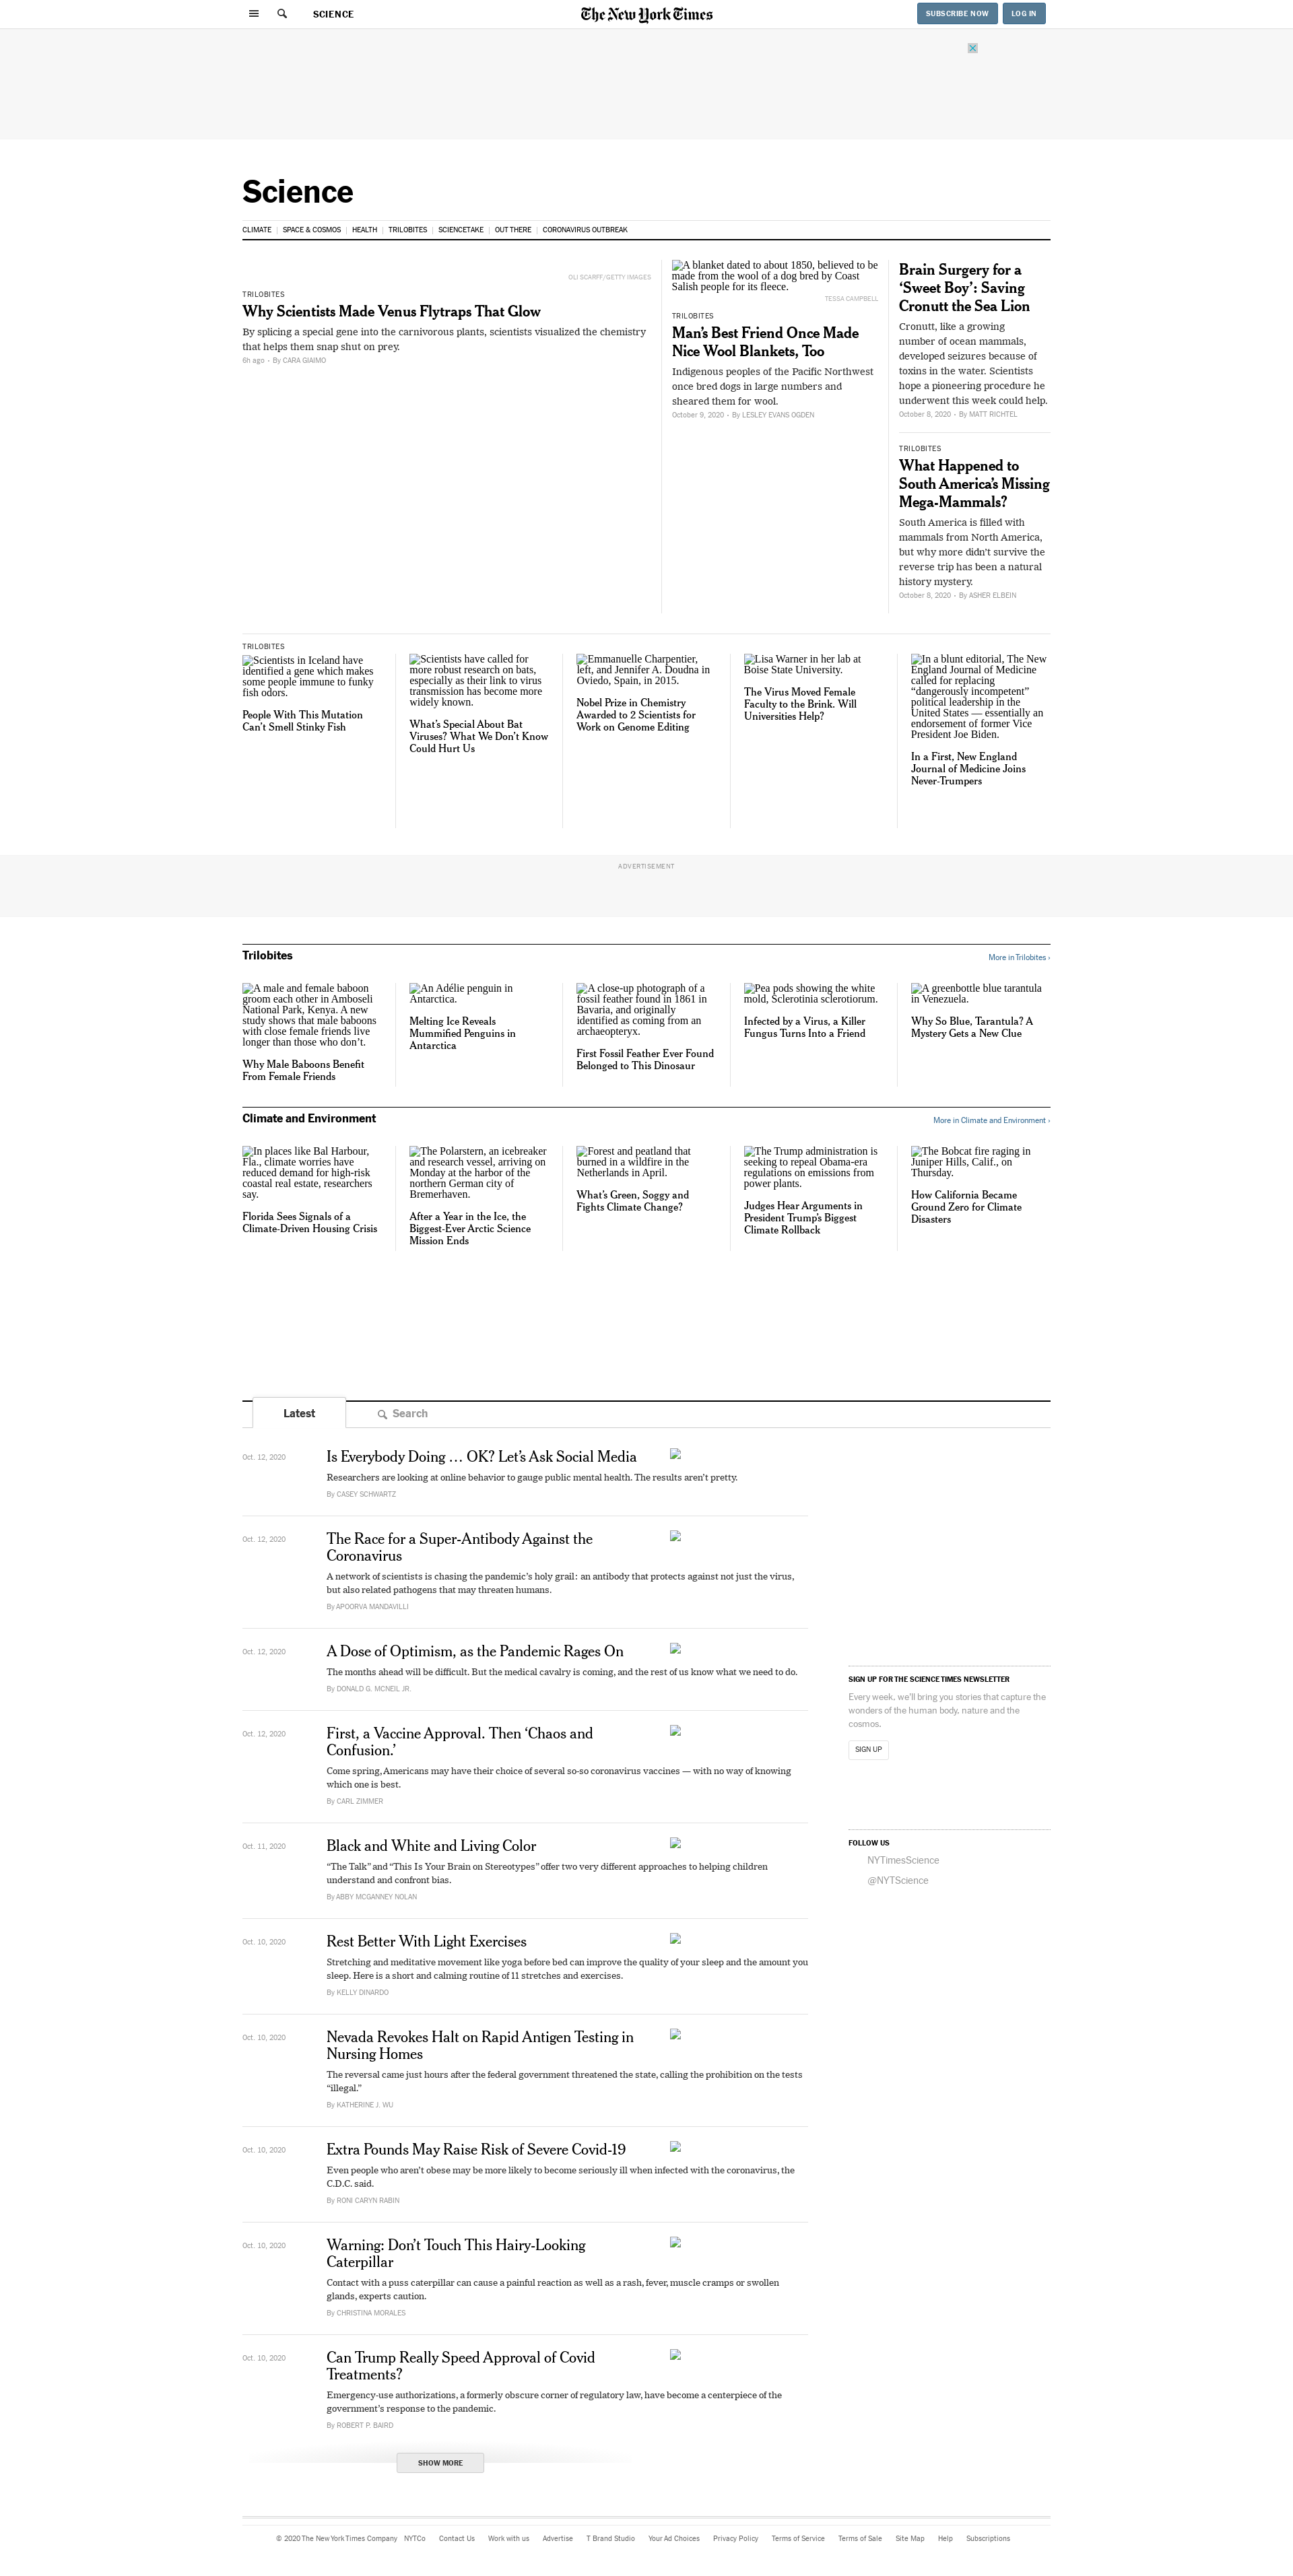 SCIENCE
The New York Times
SUBSCRIBE NOW
LOG IN
Science
CLIMATE
SPACE & COSMOS
HEALTH
TRILOBITES
SCIENCETAKE
OUT THERE
CORONAVIRUS OUTBREAK
OLI SCARFF/GETTY IMAGES
TRILOBITES
Why Scientists Made Venus Flytraps That Glow
By splicing a special gene into the carnivorous plants, scientists visualized the chemistry
that helps them snap shut on prey.
6h ago • By CARA GIAIMO
A blanket dated to about 1850, believed to be
made from the wool of a dog bred by Coast
Salish people for its fleece.
TESSA CAMPBELL
TRILOBITES
Man’s Best Friend Once Made
Nice Wool Blankets, Too
Indigenous peoples of the Pacific Northwest
once bred dogs in large numbers and
sheared them for wool.
October 9, 2020 • By LESLEY EVANS OGDEN
Brain Surgery for a
‘Sweet Boy’: Saving
Cronutt the Sea Lion
Cronutt, like a growing
number of ocean mammals,
developed seizures because of
toxins in the water. Scientists
hope a pioneering procedure he
underwent this week could help.
October 8, 2020 • By MATT RICHTEL
TRILOBITES
What Happened to
South America’s Missing
Mega-Mammals?
South America is filled with
mammals from North America,
but why more didn’t survive the
reverse trip has been a natural
history mystery.
October 8, 2020 • By ASHER ELBEIN
TRILOBITES
Scientists in Iceland have
identified a gene which makes
some people immune to funky
fish odors.
People With This Mutation
Can’t Smell Stinky Fish
Scientists have called for
more robust research on bats,
especially as their link to virus
transmission has become more
widely known.
What’s Special About Bat
Viruses? What We Don’t Know
Could Hurt Us
Emmanuelle Charpentier,
left, and Jennifer A. Doudna in
Oviedo, Spain, in 2015.
Nobel Prize in Chemistry
Awarded to 2 Scientists for
Work on Genome Editing
Lisa Warner in her lab at
Boise State University.
The Virus Moved Female
Faculty to the Brink. Will
Universities Help?
In a blunt editorial, The New
England Journal of Medicine
called for replacing
“dangerously incompetent”
political leadership in the
United States — essentially an
endorsement of former Vice
President Joe Biden.
In a First, New England
Journal of Medicine Joins
Never-Trumpers
ADVERTISEMENT
Trilobites
More in Trilobites ›
A male and female baboon
groom each other in Amboseli
National Park, Kenya. A new
study shows that male baboons
with close female friends live
longer than those who don’t.
Why Male Baboons Benefit
From Female Friends
An Adélie penguin in
Antarctica.
Melting Ice Reveals
Mummified Penguins in
Antarctica
A close-up photograph of a
fossil feather found in 1861 in
Bavaria, and originally
identified as coming from an
archaeopteryx.
First Fossil Feather Ever Found
Belonged to This Dinosaur
Pea pods showing the white
mold, Sclerotinia sclerotiorum.
Infected by a Virus, a Killer
Fungus Turns Into a Friend
A greenbottle blue tarantula
in Venezuela.
Why So Blue, Tarantula? A
Mystery Gets a New Clue
Climate and Environment
More in Climate and Environment ›
In places like Bal Harbour,
Fla., climate worries have
reduced demand for high-risk
coastal real estate, researchers
say.
Florida Sees Signals of a
Climate-Driven Housing Crisis
The Polarstern, an icebreaker
and research vessel, arriving on
Monday at the harbor of the
northern German city of
Bremerhaven.
After a Year in the Ice, the
Biggest-Ever Arctic Science
Mission Ends
Forest and peatland that
burned in a wildfire in the
Netherlands in April.
What’s Green, Soggy and
Fights Climate Change?
The Trump administration is
seeking to repeal Obama-era
regulations on emissions from
power plants.
Judges Hear Arguments in
President Trump’s Biggest
Climate Rollback
The Bobcat fire raging in
Juniper Hills, Calif., on
Thursday.
How California Became
Ground Zero for Climate
Disasters
Latest
Search
Oct. 12, 2020
Is Everybody Doing … OK? Let’s Ask Social Media
Researchers are looking at online behavior to gauge public mental health. The results aren’t pretty.
By CASEY SCHWARTZ
Oct. 12, 2020
The Race for a Super-Antibody Against the
Coronavirus
A network of scientists is chasing the pandemic’s holy grail: an antibody that protects against not just the virus,
but also related pathogens that may threaten humans.
By APOORVA MANDAVILLI
Oct. 12, 2020
A Dose of Optimism, as the Pandemic Rages On
The months ahead will be difficult. But the medical cavalry is coming, and the rest of us know what we need to do.
By DONALD G. MCNEIL JR.
Oct. 12, 2020
First, a Vaccine Approval. Then ‘Chaos and
Confusion.’
Come spring, Americans may have their choice of several so-so coronavirus vaccines — with no way of knowing
which one is best.
By CARL ZIMMER
Oct. 11, 2020
Black and White and Living Color
“The Talk” and “This Is Your Brain on Stereotypes” offer two very different approaches to helping children
understand and confront bias.
By ABBY MCGANNEY NOLAN
Oct. 10, 2020
Rest Better With Light Exercises
Stretching and meditative movement like yoga before bed can improve the quality of your sleep and the amount you
sleep. Here is a short and calming routine of 11 stretches and exercises.
By KELLY DINARDO
Oct. 10, 2020
Nevada Revokes Halt on Rapid Antigen Testing in
Nursing Homes
The reversal came just hours after the federal government threatened the state, calling the prohibition on the tests
“illegal.”
By KATHERINE J. WU
Oct. 10, 2020
Extra Pounds May Raise Risk of Severe Covid-19
Even people who aren’t obese may be more likely to become seriously ill when infected with the coronavirus, the
C.D.C. said.
By RONI CARYN RABIN
Oct. 10, 2020
Warning: Don’t Touch This Hairy-Looking
Caterpillar
Contact with a puss caterpillar can cause a painful reaction as well as a rash, fever, muscle cramps or swollen
glands, experts caution.
By CHRISTINA MORALES
Oct. 10, 2020
Can Trump Really Speed Approval of Covid
Treatments?
Emergency-use authorizations, a formerly obscure corner of regulatory law, have become a centerpiece of the
government’s response to the pandemic.
By ROBERT P. BAIRD
SHOW MORE
SIGN UP FOR THE SCIENCE TIMES NEWSLETTER
Every week, we’ll bring you stories that capture the
wonders of the human body, nature and the
cosmos.
SIGN UP
FOLLOW US
NYTimesScience
@NYTScience
© 2020 The New York Times Company
NYTCo
Contact Us
Work with us
Advertise
T Brand Studio
Your Ad Choices
Privacy Policy
Terms of Service
Terms of Sale
Site Map
Help
Subscriptions